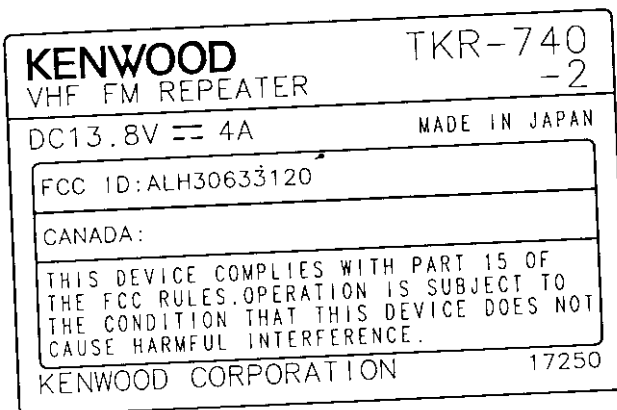 KENWOOD TKR-740
VHF FM REPEATER -2
DC13.8V ⎓ 4A MADE IN JAPAN
FCC ID:ALH30633120
CANADA:
THIS DEVICE COMPLIES WITH PART 15 OF
THE FCC RULES.OPERATION IS SUBJECT TO
THE CONDITION THAT THIS DEVICE DOES NOT
CAUSE HARMFUL INTERFERENCE.
KENWOOD CORPORATION 17250